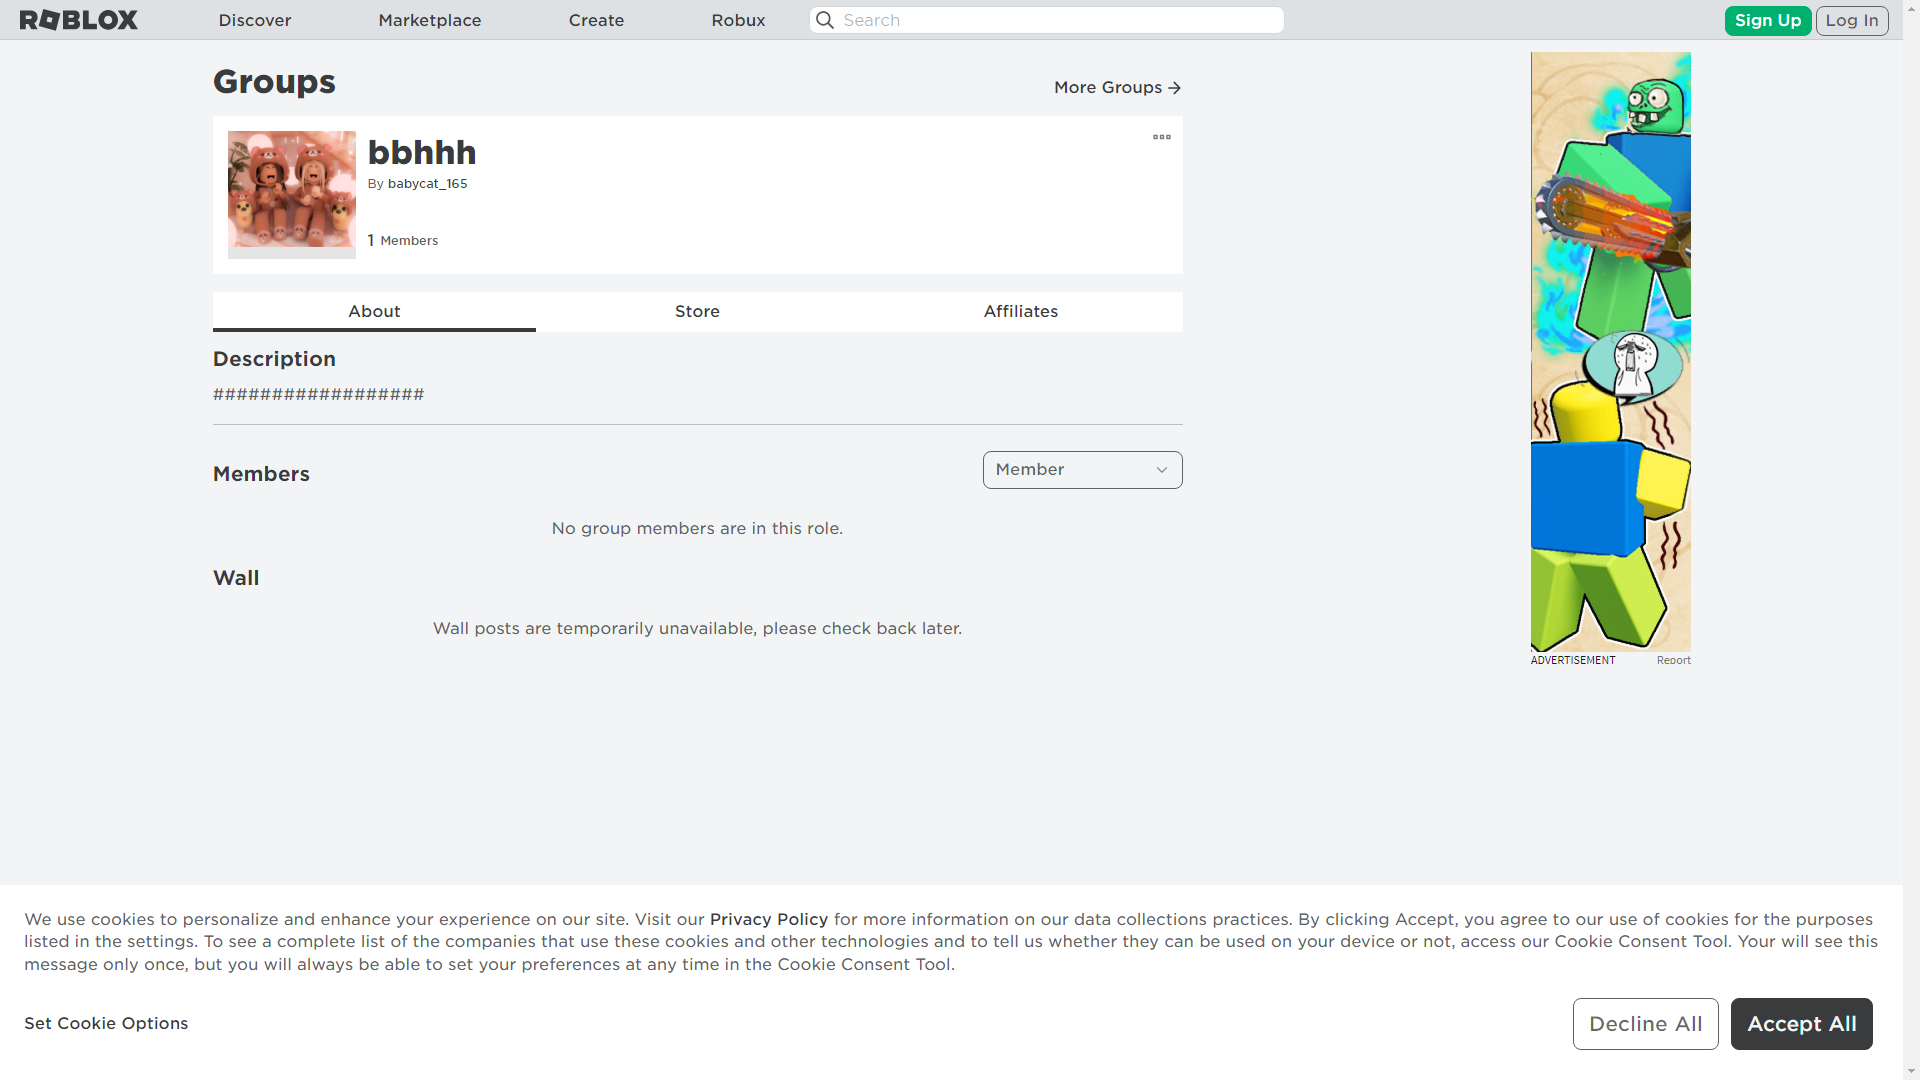 ROBLOX Discover Marketplace Create Robux Search Sign Up Log In
Groups
More Groups →
bbhhh
By babycat_165
1 Members
About Store Affiliates
Description
##################
Members
Member
No group members are in this role.
Wall
Wall posts are temporarily unavailable, please check back later.
ADVERTISEMENT Report
We use cookies to personalize and enhance your experience on our site. Visit our Privacy Policy for more information on our data collections practices. By clicking Accept, you agree to our use of cookies for the purposes
listed in the settings. To see a complete list of the companies that use these cookies and other technologies and to tell us whether they can be used on your device or not, access our Cookie Consent Tool. Your will see this
message only once, but you will always be able to set your preferences at any time in the Cookie Consent Tool.
Set Cookie Options
Decline All
Accept All